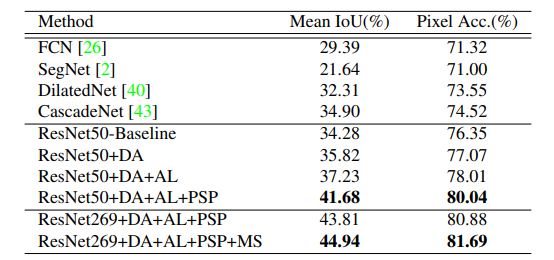 Method Mean IoU(%) Pixel Acc.(%)
FCN [26] 29.39 71.32
SegNet [2] 21.64 71.00
DilatedNet [40] 32.31 73.55
CascadeNet [43] 34.90 74.52
ResNet50-Baseline 34.28 76.35
ResNet50+DA 35.82 77.07
ResNet50+DA+AL 37.23 78.01
ResNet50+DA+AL+PSP 41.68 80.04
ResNet269+DA+AL+PSP 43.81 80.88
ResNet269+DA+AL+PSP+MS 44.94 81.69